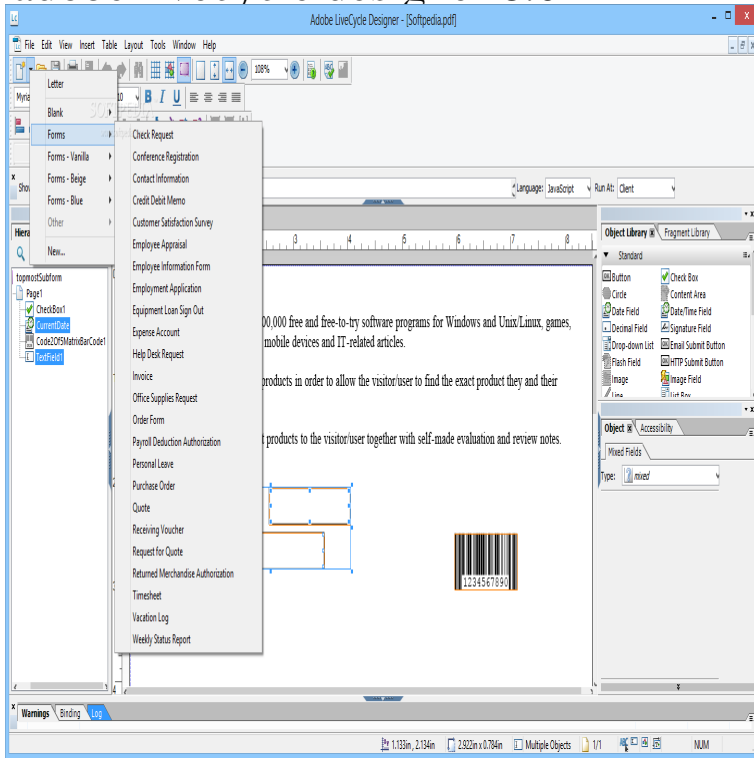 Adobe LiveCycle Designer - [Softpedia.pdf]
File Edit View Insert Table Layout Tools Window Help
108%
B I U
Letter
Blank
Forms
Forms - Vanilla
Forms - Beige
Forms - Blue
Other
New...
Check Request
Conference Registration
Contact Information
Credit Debit Memo
Customer Satisfaction Survey
Employee Appraisal
Employee Information Form
Employment Application
Equipment Loan Sign Out
Expense Account
Help Desk Request
Invoice
Office Supplies Request
Order Form
Payroll Deduction Authorization
Personal Leave
Purchase Order
Quote
Receiving Voucher
Request for Quote
Returned Merchandise Authorization
Timesheet
Vacation Log
Weekly Status Report
Language: JavaScript Run At: Client
topmostSubform
Page1
CheckBox1
CurrentDate
Code2Of5MatrixBarCode1
TextField1
3 4 5 6 7 8
00,000 free and free-to-try software programs for Windows and Unix/Linux, games,
mobile devices and IT-related articles.
products in order to allow the visitor/user to find the exact product they and their
products to the visitor/user together with self-made evaluation and review notes.
1234567890
Object Library Fragment Library
Standard
Button Check Box
Circle Content Area
Date Field Date/Time Field
Decimal Field Signature Field
Drop-down List Email Submit Button
Flash Field HTTP Submit Button
Image Image Field
Line List Box
Object Accessibility
Mixed Fields
Type: mixed
Warnings Binding Log
1.133in , 2.134in 2.922in x 0.784in Multiple Objects 1/1 NUM